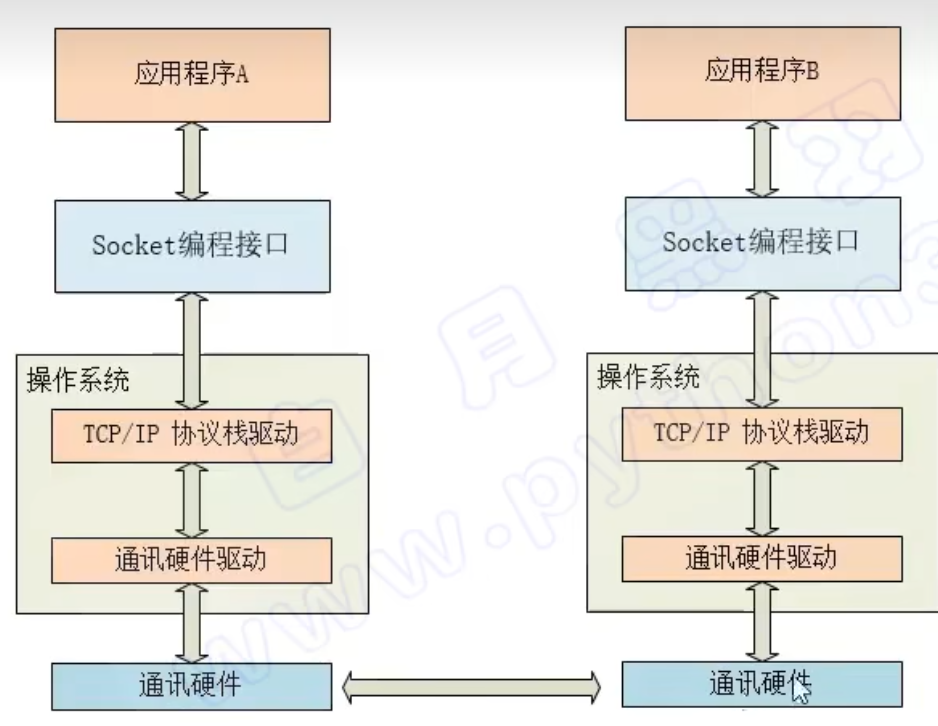 应用程序A
应用程序B
Socket编程接口
Socket编程接口
操作系统
操作系统
TCP/IP 协议栈驱动
TCP/IP 协议栈驱动
通讯硬件驱动
通讯硬件驱动
通讯硬件
通讯硬件
www.python3